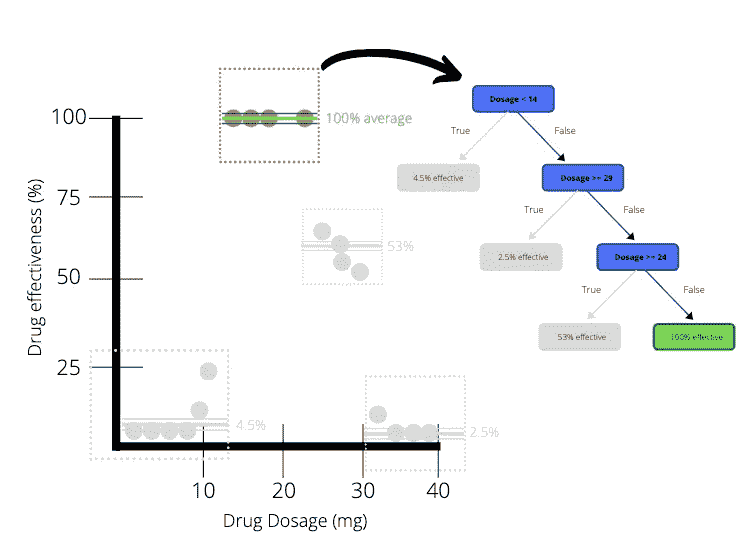 100
75
50
25
Drug effectiveness (%)
10
20
30
40
Drug Dosage (mg)
100% average
53%
4.5%
2.5%
Dosage < 14
True
False
4.5% effective
Dosage >= 29
True
False
2.5% effective
Dosage >= 24
True
False
53% effective
100% effective